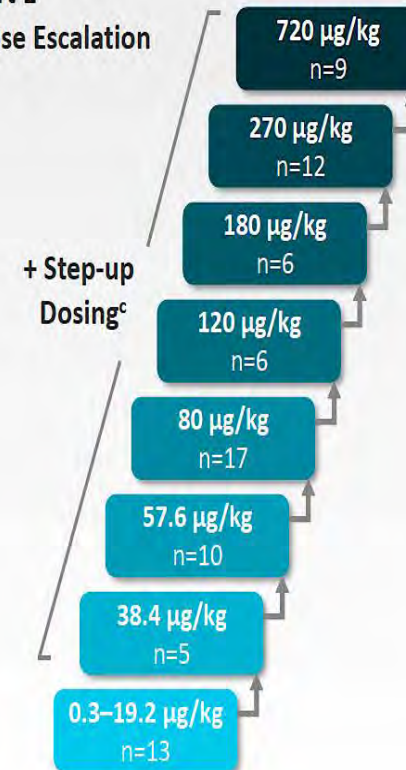 se Escalation
720 µg/kg
n=9
270 µg/kg
n=12
180 µg/kg
n=6
+ Step-up
Dosingᶜ
120 µg/kg
n=6
80 µg/kg
n=17
57.6 µg/kg
n=10
38.4 µg/kg
n=5
0.3–19.2 µg/kg
n=13